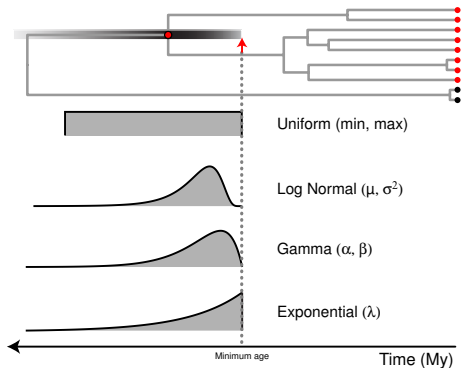 Uniform (min, max)
Log Normal (μ, σ²)
Gamma (α, β)
Exponential (λ)
Minimum age
Time (My)